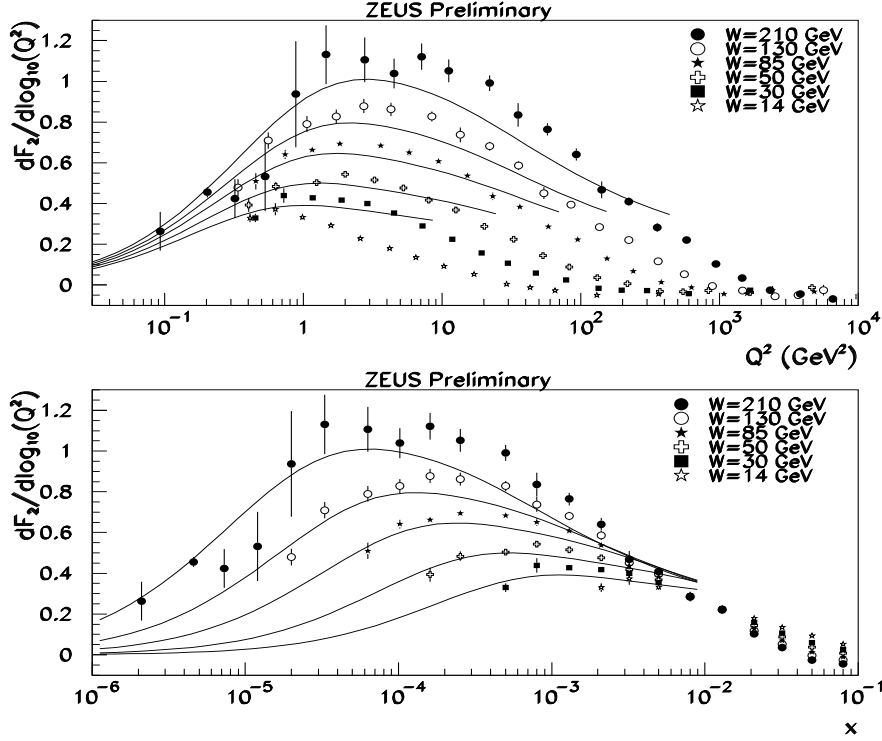 ZEUS Preliminary
dF₂/dlog₁₀(Q²)
1.2
1
0.8
0.6
0.4
0.2
0
W=210 GeV
W=130 GeV
W=85 GeV
W=50 GeV
W=30 GeV
W=14 GeV
10⁻¹ 1 10 10² 10³ 10⁴
Q² (GeV²)
ZEUS Preliminary
dF₂/dlog₁₀(Q²)
1.2
1
0.8
0.6
0.4
0.2
0
W=210 GeV
W=130 GeV
W=85 GeV
W=50 GeV
W=30 GeV
W=14 GeV
10⁻⁶ 10⁻⁵ 10⁻⁴ 10⁻³ 10⁻² 10⁻¹
x